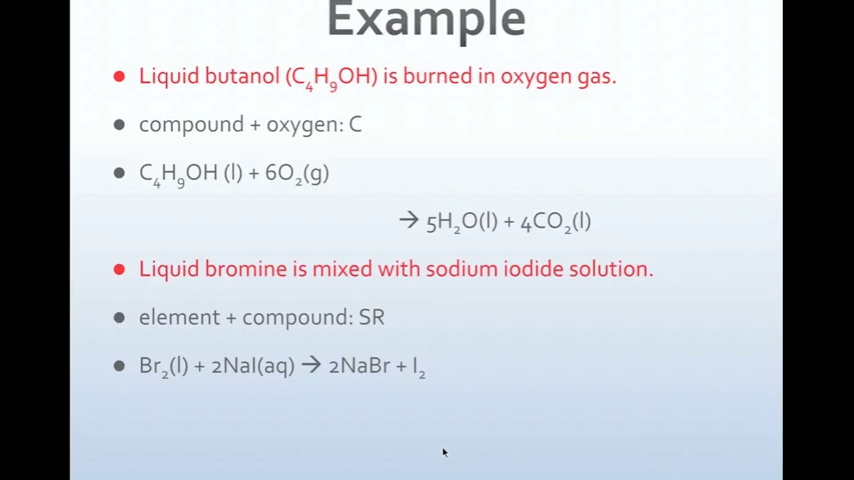 Example
• Liquid butanol (C₄H₉OH) is burned in oxygen gas.
• compound + oxygen: C
• C₄H₉OH (l) + 6O₂(g)
→ 5H₂O(l) + 4CO₂(l)
• Liquid bromine is mixed with sodium iodide solution.
• element + compound: SR
• Br₂(l) + 2NaI(aq) → 2NaBr + I₂